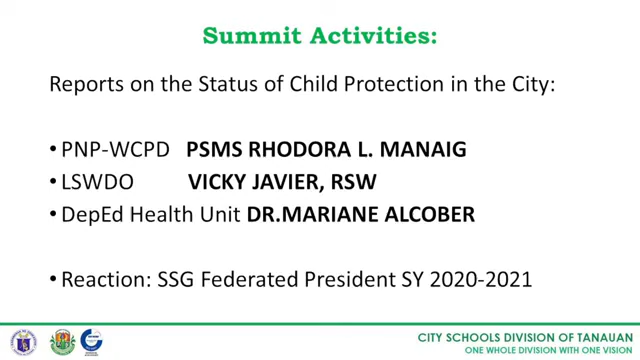 Summit Activities:
Reports on the Status of Child Protection in the City:
• PNP-WCPD PSMS RHODORA L. MANAIG
• LSWDO VICKY JAVIER, RSW
• DepEd Health Unit DR.MARIANE ALCOBER
• Reaction: SSG Federated President SY 2020-2021
CITY SCHOOLS DIVISION OF TANAUAN
ONE WHOLE DIVISION WITH ONE VISION